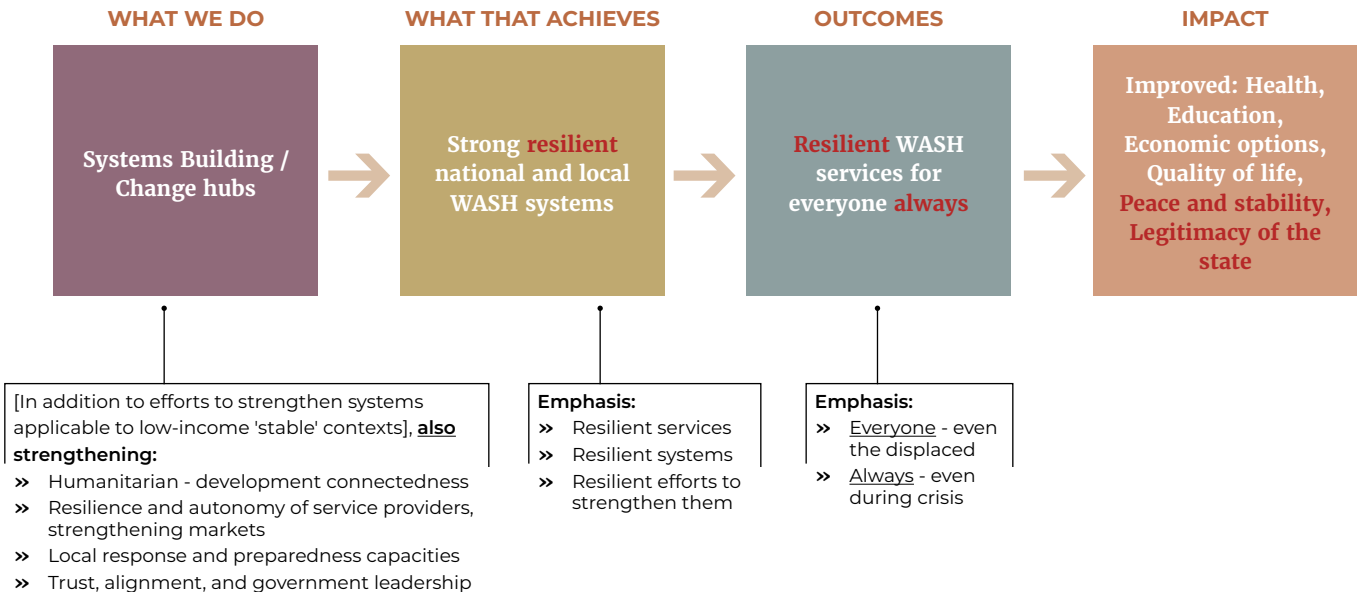 WHAT WE DO
WHAT THAT ACHIEVES
OUTCOMES
IMPACT
Systems Building /
Change hubs
Strong resilient
national and local
WASH systems
Resilient WASH
services for
everyone always
Improved: Health,
Education,
Economic options,
Quality of life,
Peace and stability,
Legitimacy of the
state
[In addition to efforts to strengthen systems
applicable to low-income 'stable' contexts], also
strengthening:
» Humanitarian - development connectedness
» Resilience and autonomy of service providers,
strengthening markets
» Local response and preparedness capacities
» Trust, alignment, and government leadership
Emphasis:
» Resilient services
» Resilient systems
» Resilient efforts to
strengthen them
Emphasis:
» Everyone - even
the displaced
» Always - even
during crisis